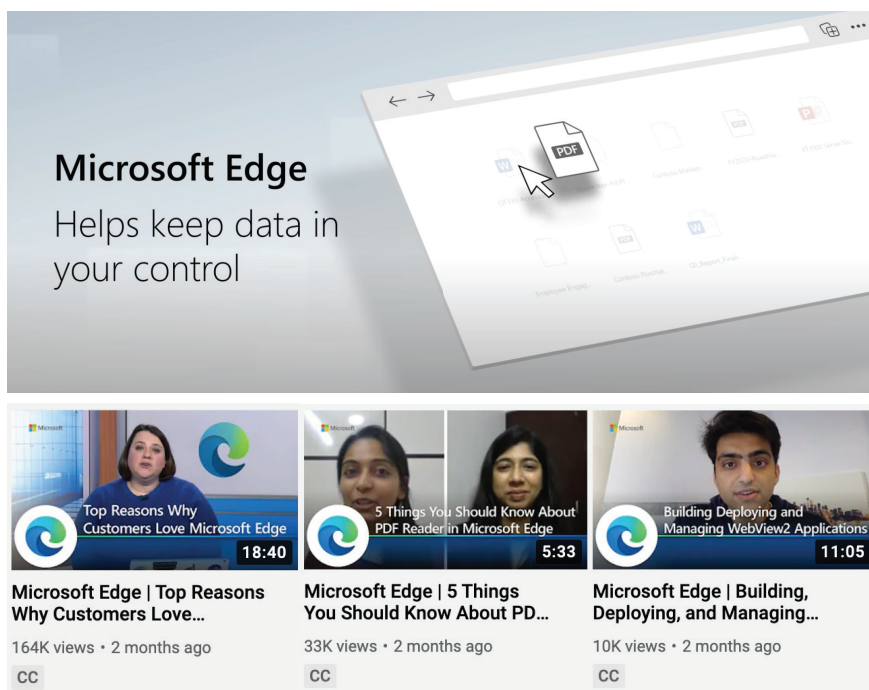 Microsoft Edge
Helps keep data in
your control
PDF
W
PDF
P
PDF
W
Microsoft
Top Reasons Why
Customers Love Microsoft Edge
18:40
Microsoft
5 Things You Should Know About
PDF Reader in Microsoft Edge
5:33
Microsoft
Building Deploying and
Managing WebView2 Applications
11:05
Microsoft Edge | Top Reasons
Why Customers Love...
164K views • 2 months ago
CC
Microsoft Edge | 5 Things
You Should Know About PD...
33K views • 2 months ago
CC
Microsoft Edge | Building,
Deploying, and Managing...
10K views • 2 months ago
CC